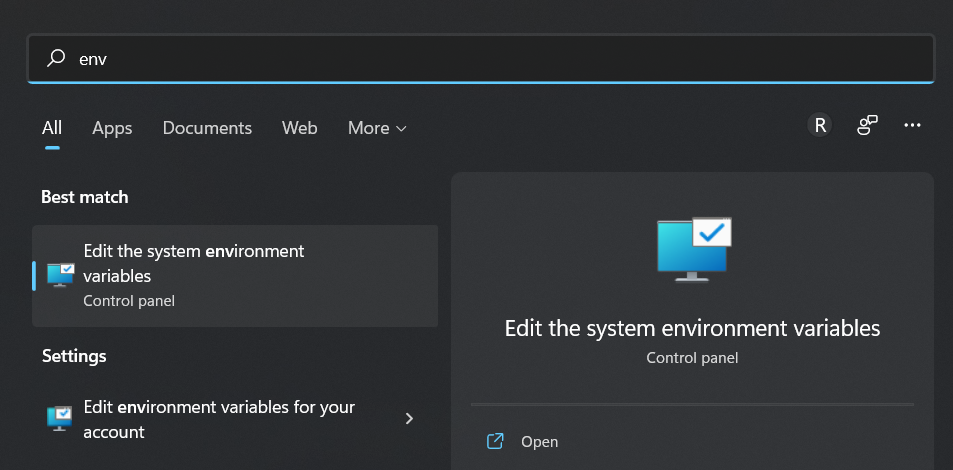 env
All Apps Documents Web More
R
Best match
Edit the system environment
variables
Control panel
Settings
Edit environment variables for your
account
Edit the system environment variables
Control panel
Open